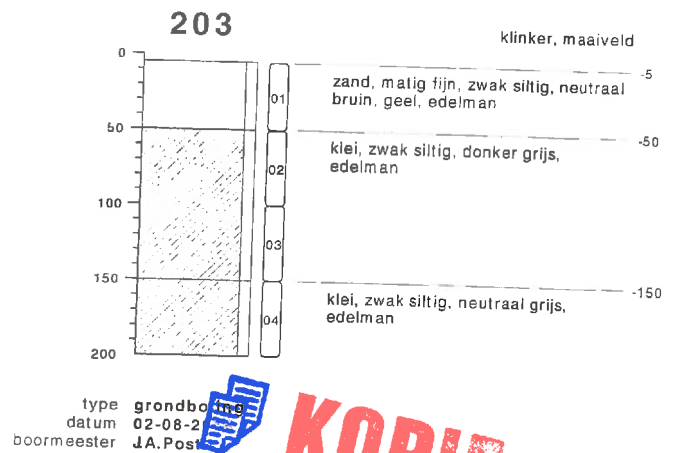 203
klinker, maaiveld
0
-5
zand, matig fijn, zwak siltig, neutraal
bruin, geel, edelman
01
50
-50
klei, zwak siltig, donker grijs,
edelman
02
100
03
150
-150
klei, zwak siltig, neutraal grijs,
edelman
04
200
type grondboring
datum 02-08-2
boormeester J.A.Post
KOPIE